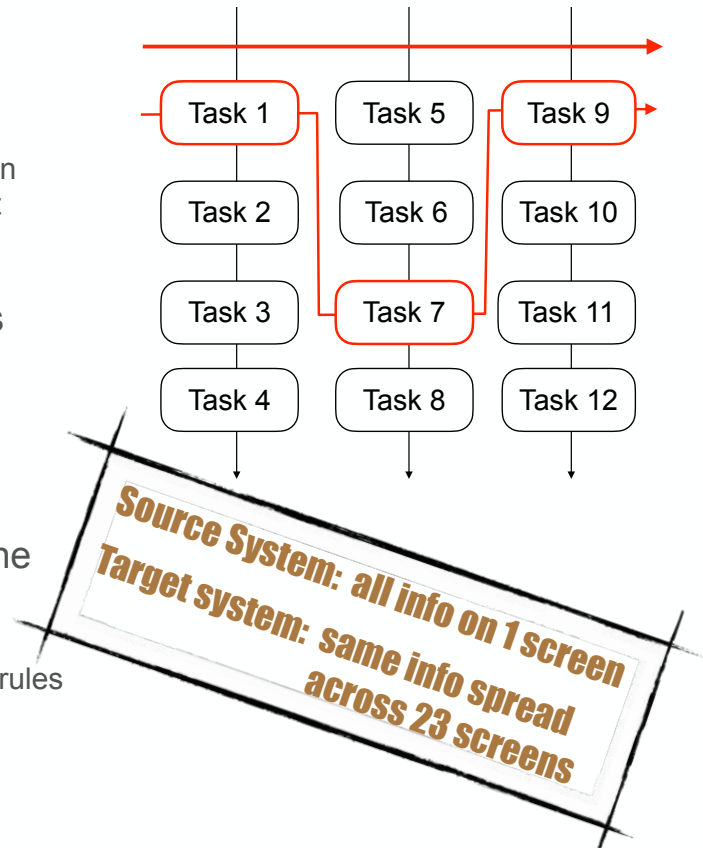 Task 1 Task 5 Task 9
Task 2 Task 6 Task 10
Task 3 Task 7 Task 11
Task 4 Task 8 Task 12
rules
Source System: all info on 1 screen
Target system: same info spread
across 23 screens